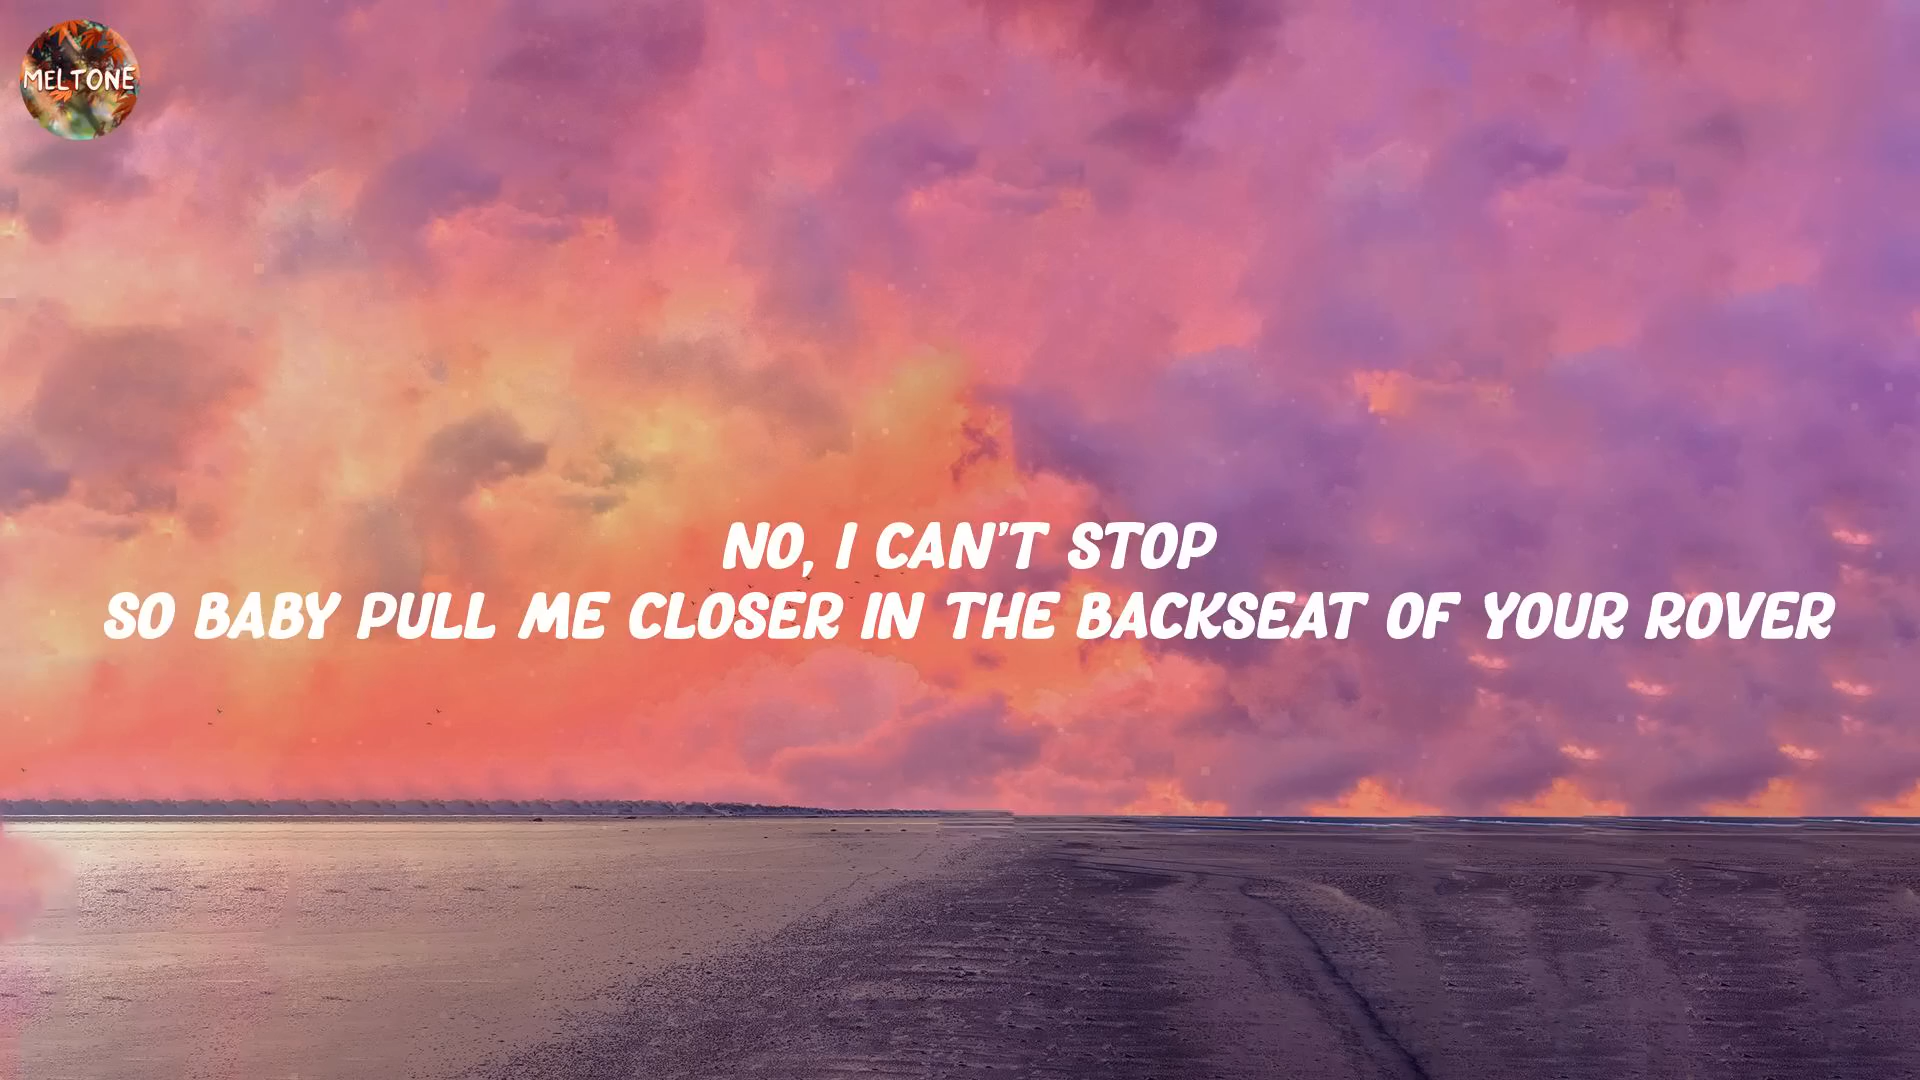 MELTONE
NO, I CAN'T STOP
SO BABY PULL ME CLOSER IN THE BACKSEAT OF YOUR ROVER